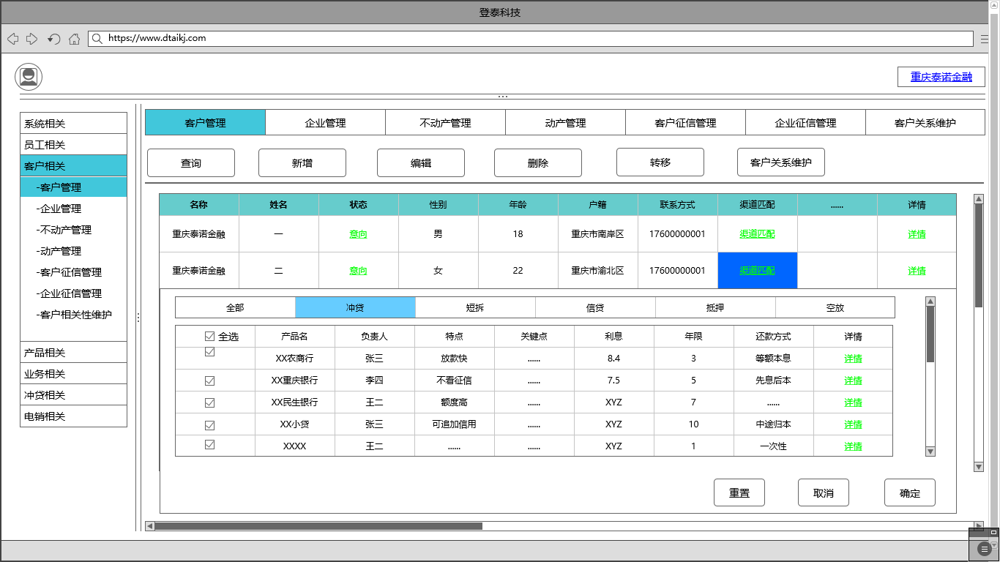 登泰科技
https://www.dtaikj.com
重庆泰诺金融
系统相关
员工相关
客户相关
-客户管理
-企业管理
-不动产管理
-动产管理
-客户征信管理
-企业征信管理
-客户相关性维护
产品相关
业务相关
冲贷相关
电销相关
客户管理 企业管理 不动产管理 动产管理 客户征信管理 企业征信管理 客户关系维护
查询 新增 编辑 删除 转移 客户关系维护
名称 姓名 状态 性别 年龄 户籍 联系方式 渠道匹配 ...... 详情
重庆泰诺金融 一 意向 男 18 重庆市南岸区 17600000001 渠道匹配 详情
重庆泰诺金融 二 意向 女 22 重庆市渝北区 17600000001 渠道匹配 详情
全部 冲贷 短拆 信贷 抵押 空放
全选 产品名 负责人 特点 关键点 利息 年限 还款方式 详情
XX农商行 张三 放款快 ...... 8.4 3 等额本息 详情
XX重庆银行 李四 不看征信 ...... 7.5 5 先息后本 详情
XX民生银行 王二 额度高 ...... XYZ 7 ...... 详情
XX小贷 张三 可追加信用 ...... XYZ 10 中途归本 详情
XXXX 王二 ...... ...... XYZ 1 一次性 详情
重置 取消 确定